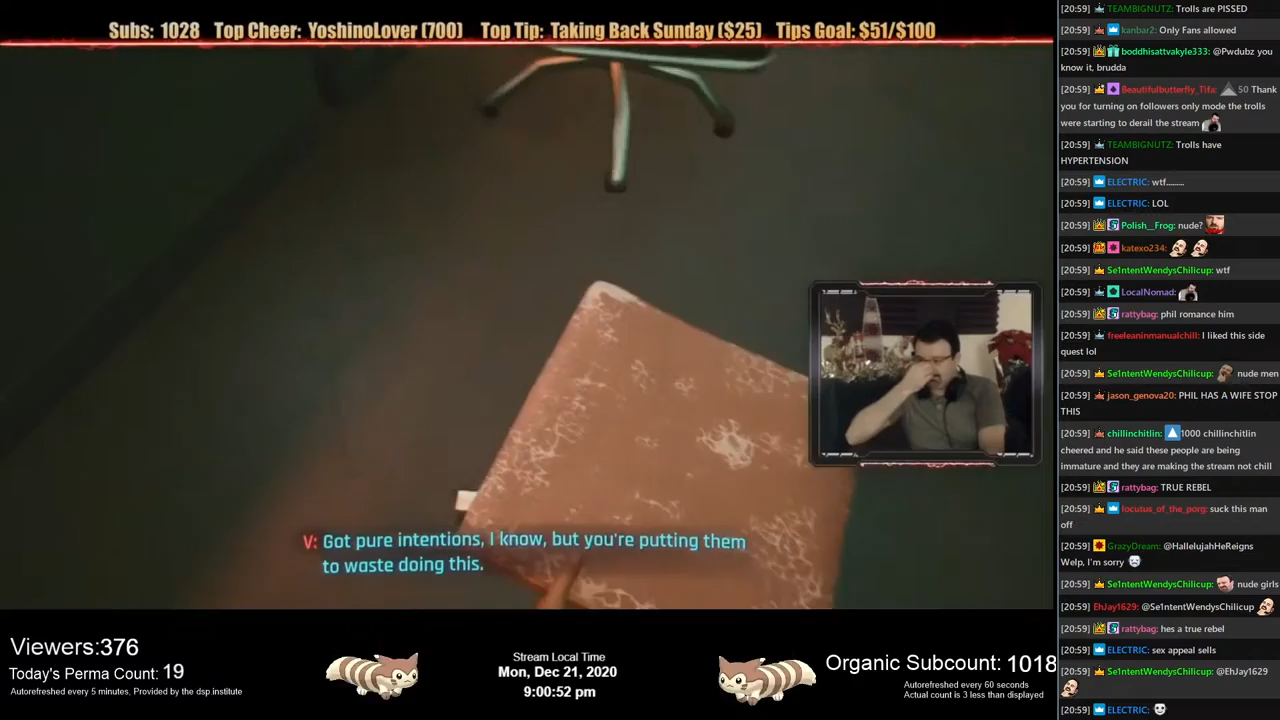 Subs: 1028 Top Cheer: YoshinoLover (700) Top Tip: Taking Back Sunday ($25) Tips Goal: $51/$100
V: Got pure intentions, I know, but you're putting them
to waste doing this.
Viewers:376
Today's Perma Count: 19
Autorefreshed every 5 minutes, Provided by the dsp institute
Stream Local Time
Mon, Dec 21, 2020
9:00:52 pm
Organic Subcount: 1018
Autorefreshed every 60 seconds
Actual count is 3 less than displayed
[20:59] TEAMBIGNUTZ: Trolls are PISSED
[20:59] kanbar2: Only Fans allowed
[20:59] boddhisattvakyle333: @Pwdubz you
know it, brudda
[20:59] Beautifulbutterfly_Tifa: 50 Thank
you for turning on followers only mode the trolls
were starting to derail the stream
[20:59] TEAMBIGNUTZ: Trolls have
HYPERTENSION
[20:59] ELECTRIC: wtf.........
[20:59] ELECTRIC: LOL
[20:59] Polish__Frog: nude?
[20:59] katexo234:
[20:59] Se1ntentWendysChilicup: wtf
[20:59] LocalNomad:
[20:59] rattybag: phil romance him
[20:59] freeleaninmanualchill: I liked this side
quest lol
[20:59] Se1ntentWendysChilicup: nude men
[20:59] jason_genova20: PHIL HAS A WIFE STOP
THIS
[20:59] chillinchitlin: 1000 chillinchitlin
cheered and he said these people are being
immature and they are making the stream not chill
[20:59] rattybag: TRUE REBEL
[20:59] locutus_of_the_porg: suck this man
off
[20:59] GrazyDream: @HallelujahHeReigns
Welp, I'm sorry
[20:59] Se1ntentWendysChilicup: nude girls
[20:59] EhJay1629: @Se1ntentWendysChilicup
[20:59] rattybag: hes a true rebel
[20:59] ELECTRIC: sex appeal sells
[20:59] Se1ntentWendysChilicup: @EhJay1629
[20:59] ELECTRIC: